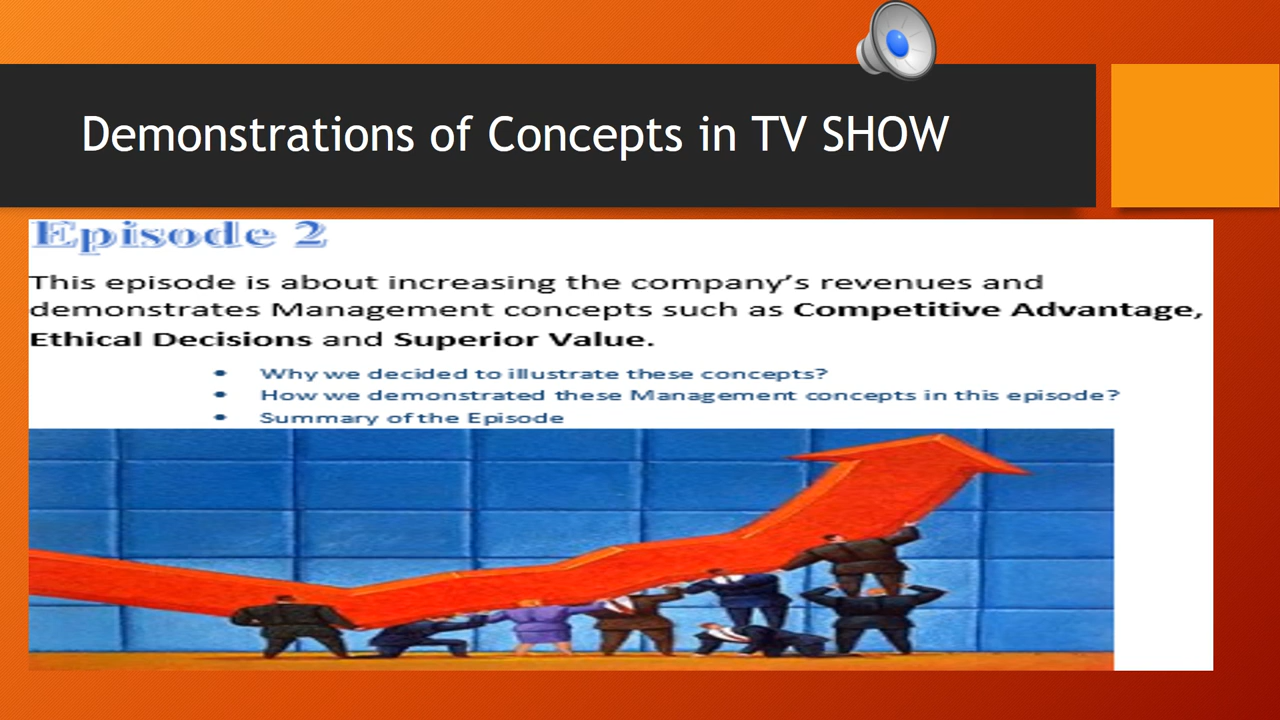 Demonstrations of Concepts in TV SHOW
Episode 2
This episode is about increasing the company’s revenues and
demonstrates Management concepts such as Competitive Advantage,
Ethical Decisions and Superior Value.
• Why we decided to illustrate these concepts?
• How we demonstrated these Management concepts in this episode?
• Summary of the Episode